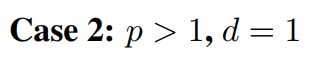 Case 2: p > 1, d = 1